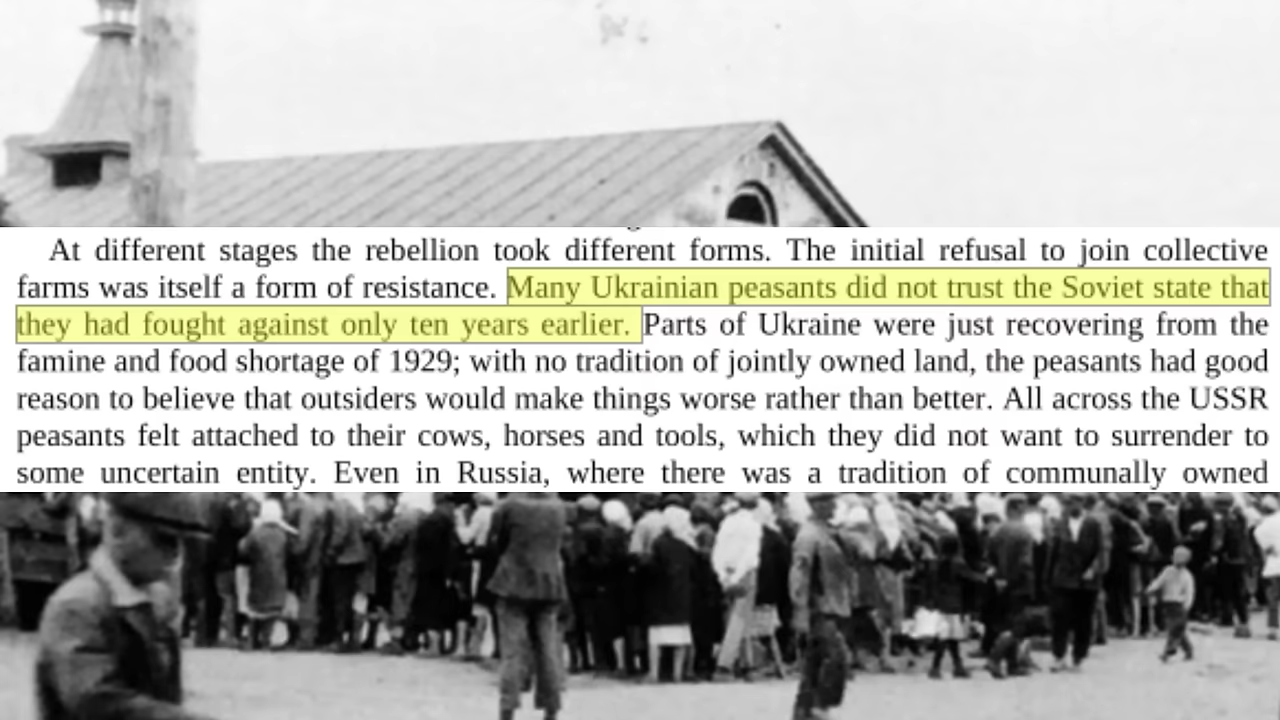 At different stages the rebellion took different forms. The initial refusal to join collective
farms was itself a form of resistance. Many Ukrainian peasants did not trust the Soviet state that
they had fought against only ten years earlier. Parts of Ukraine were just recovering from the
famine and food shortage of 1929; with no tradition of jointly owned land, the peasants had good
reason to believe that outsiders would make things worse rather than better. All across the USSR
peasants felt attached to their cows, horses and tools, which they did not want to surrender to
some uncertain entity. Even in Russia, where there was a tradition of communally owned